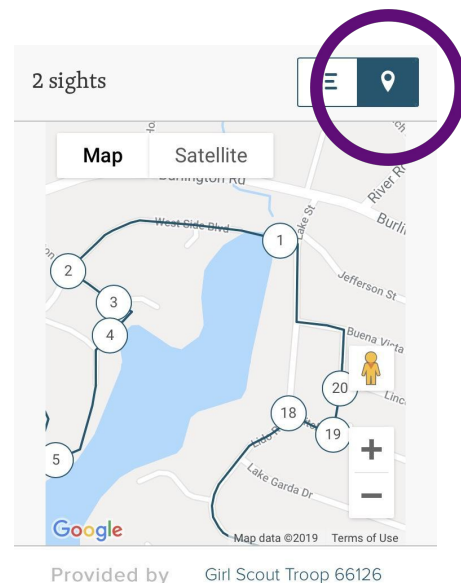 2 sights
Map
Satellite
Burlington Rd
River R
Burli
West Side Blvd
Lake St
1
2
Jefferson St
3
4
Buena Vista
20
Linc
18
19
5
Lake Garda Dr
Google
Map data ©2019
Terms of Use
Provided by
Girl Scout Troop 66126